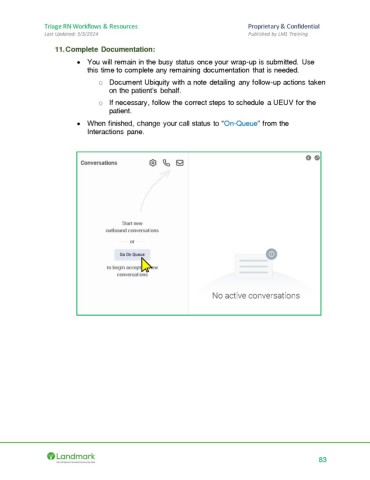 Triage RN Workflows & Resources Proprietary & Confidential
Last Updated: 5/3/2024 Published by LM1 Training
11. Complete Documentation:
• You will remain in the busy status once your wrap-up is submitted. Use
this time to complete any remaining documentation that is needed.
o Document Ubiquity with a note detailing any follow-up actions taken
on the patient's behalf.
o If necessary, follow the correct steps to schedule a UEUV for the
patient.
• When finished, change your call status to "On-Queue" from the
Interactions pane.
Conversations
Start new
outbound conversations
or
Go On Queue
to begin
conversations
No active conversations
Landmark
83